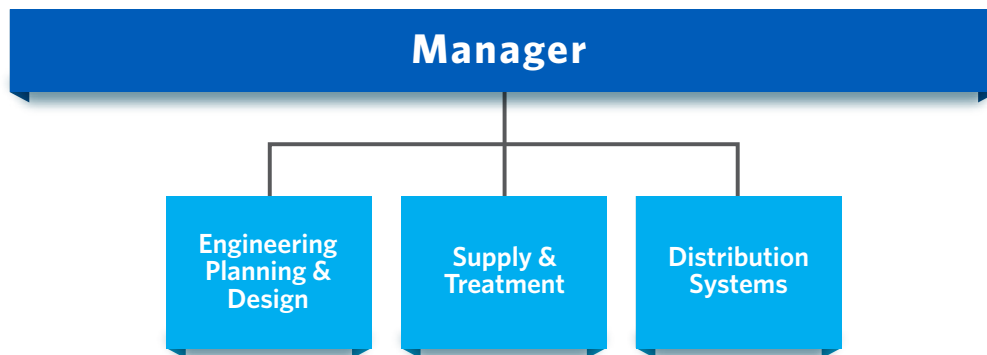 Manager
Engineering
Planning &
Design
Supply &
Treatment
Distribution
Systems